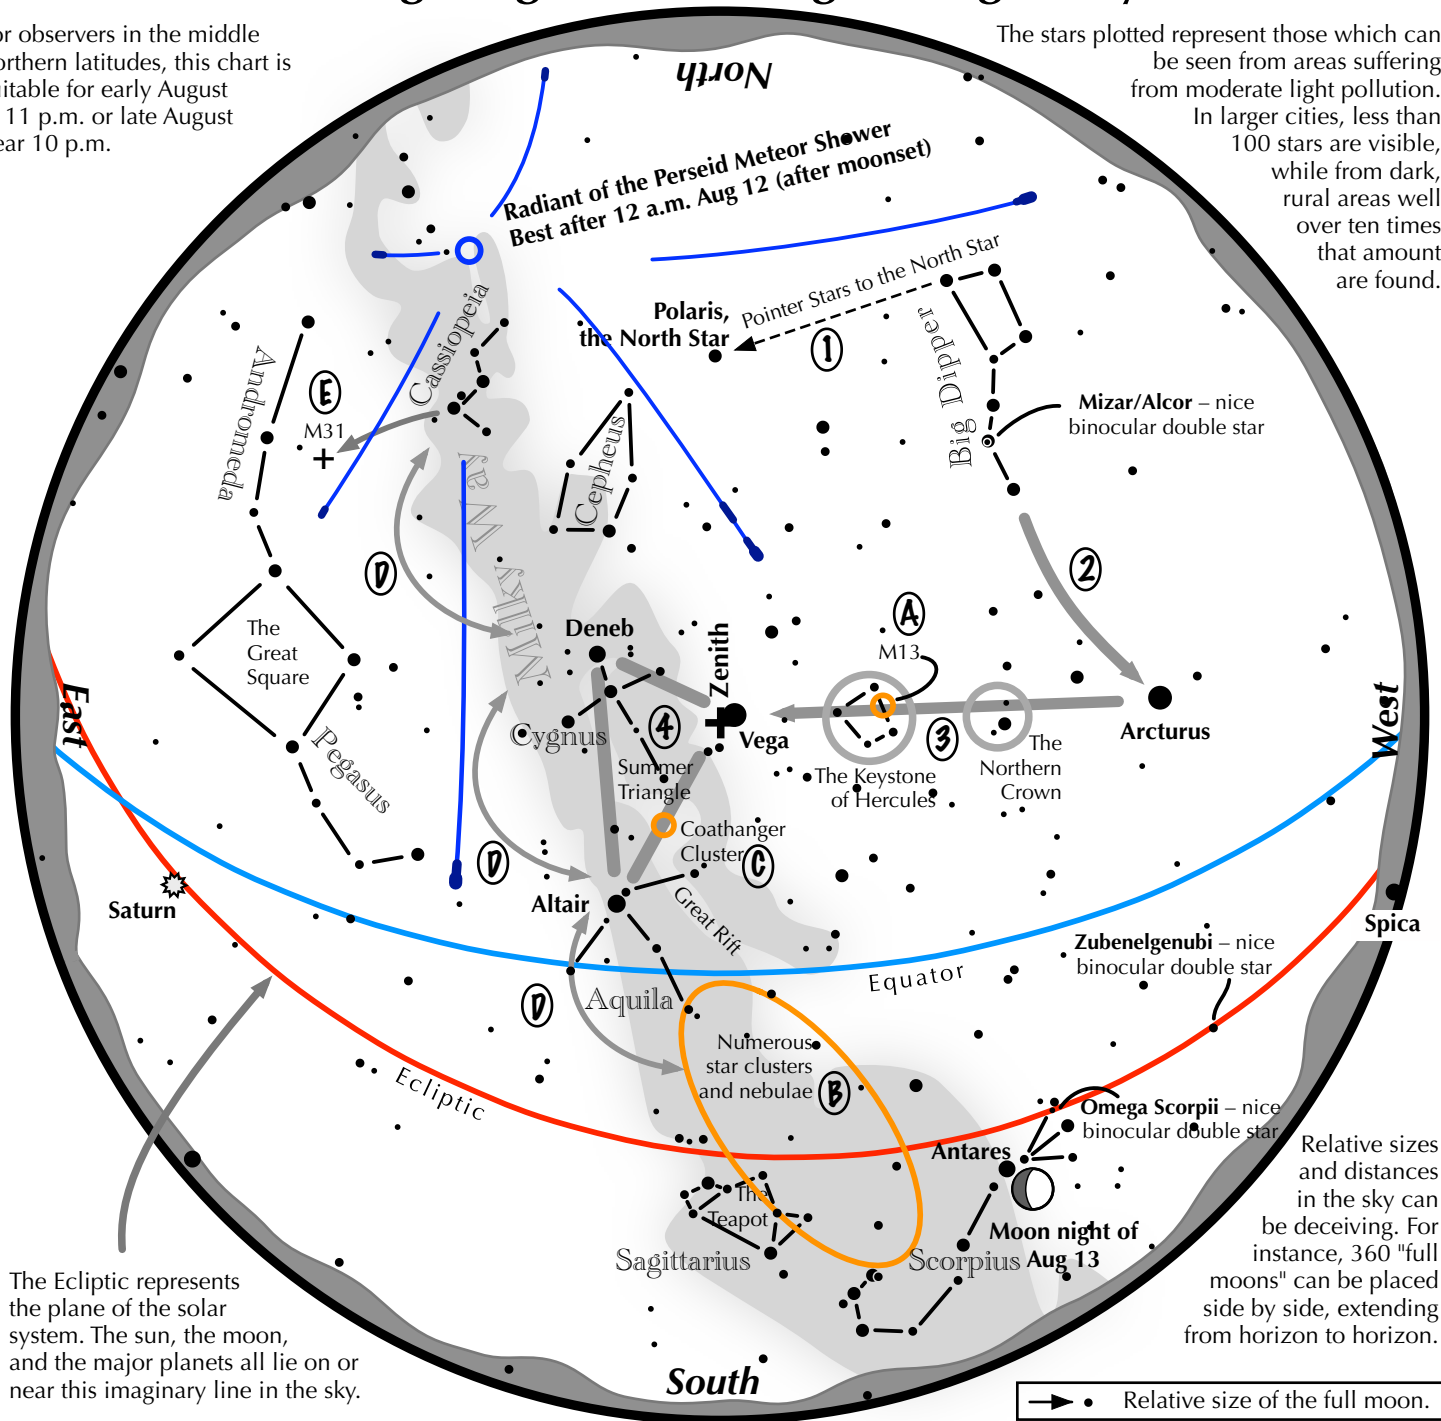 or observers in the middle
orthern latitudes, this chart is
uitable for early August
11 p.m. or late August
ear 10 p.m.
The stars plotted represent those which can
be seen from areas suffering
from moderate light pollution.
In larger cities, less than
100 stars are visible,
while from dark,
rural areas well
over ten times
that amount
are found.
North
Radiant of the Perseid Meteor Shower
Best after 12 a.m. Aug 12 (after moonset)
Pointer Stars to the North Star
Polaris,
the North Star
1
Cassiopeia
Andromeda
E
M31
Cepheus
Big Dipper
Mizar/Alcor – nice
binocular double star
Milky Way
D
2
A
M13
The
Great
Square
Deneb
Zenith
East
West
Cygnus
4
Vega
3
Arcturus
Pegasus
Summer
Triangle
The Keystone
of Hercules
The
Northern
Crown
Coathanger
Cluster
C
D
Saturn
Altair
Great Rift
Spica
Zubenelgenubi – nice
binocular double star
Equator
D
Aquila
Numerous
star clusters
and nebulae
B
Ecliptic
Omega Scorpii – nice
binocular double star
Antares
The
Teapot
Sagittarius
Scorpius
Moon night of
Aug 13
Relative sizes
and distances
in the sky can
be deceiving. For
instance, 360 "full
moons" can be placed
side by side, extending
from horizon to horizon.
The Ecliptic represents
the plane of the solar
system. The sun, the moon,
and the major planets all lie on or
near this imaginary line in the sky.
South
Relative size of the full moon.